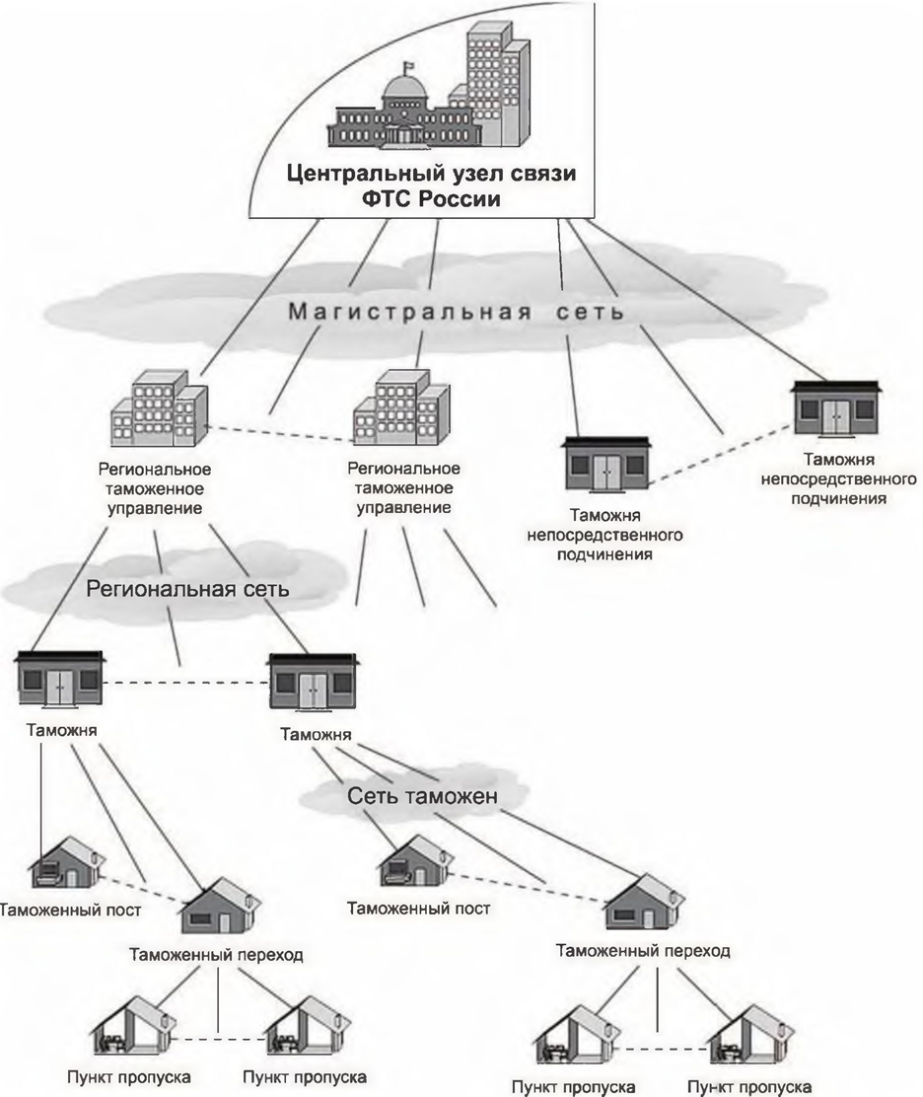 Центральный узел связи
ФТС России
Магистральная сеть
Региональное
таможенное
управление
Региональное
таможенное
управление
Таможня
непосредственного
подчинения
Таможня
непосредственного
подчинения
Региональная сеть
Таможня
Таможня
Сеть таможен
Таможенный пост
Таможенный переход
Таможенный пост
Таможенный переход
Пункт пропуска
Пункт пропуска
Пункт пропуска
Пункт пропуска